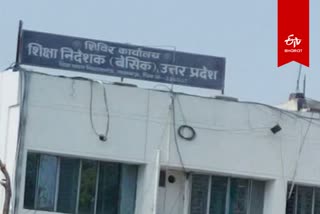 शिविर कार्यालय
शिक्षा निदेशक (बेसिक), उत्तर प्रदेश
etv
BHARAT